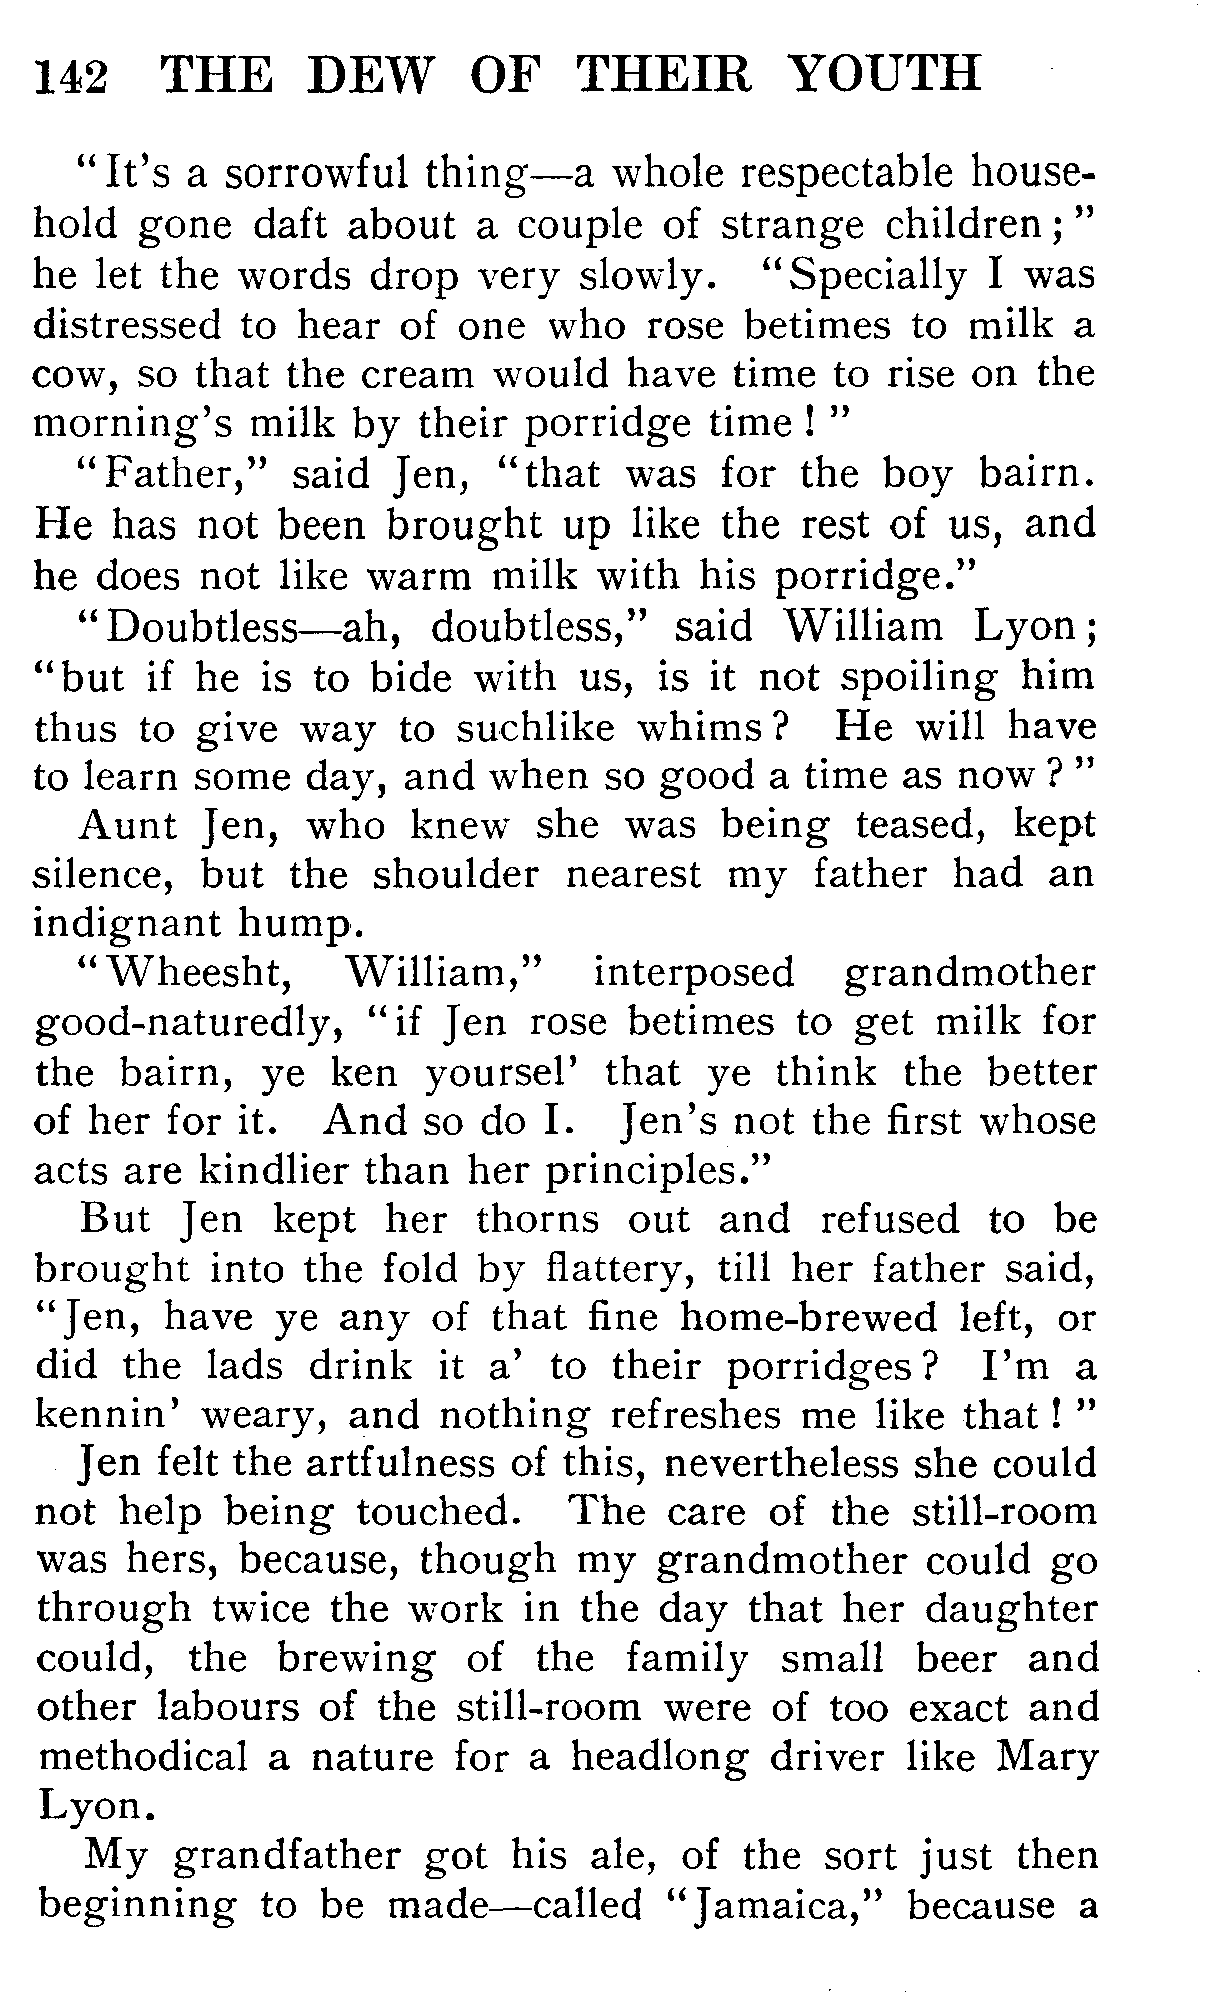 142 THE DEW OF THEIR YOUTH
"It's a sorrowful thing—a whole respectable house-
hold gone daft about a couple of strange children;"
he let the words drop very slowly. "Specially I was
distressed to hear of one who rose betimes to milk a
cow, so that the cream would have time to rise on the
morning's milk by their porridge time!"
"Father," said Jen, "that was for the boy bairn.
He has not been brought up like the rest of us, and
he does not like warm milk with his porridge."
"Doubtless—ah, doubtless," said William Lyon;
"but if he is to bide with us, is it not spoiling him
thus to give way to suchlike whims? He will have
to learn some day, and when so good a time as now?"
Aunt Jen, who knew she was being teased, kept
silence, but the shoulder nearest my father had an
indignant hump.
"Wheesht, William," interposed grandmother
good-naturedly, "if Jen rose betimes to get milk for
the bairn, ye ken yoursel' that ye think the better
of her for it. And so do I. Jen's not the first whose
acts are kindlier than her principles."
But Jen kept her thorns out and refused to be
brought into the fold by flattery, till her father said,
"Jen, have ye any of that fine home-brewed left, or
did the lads drink it a' to their porridges? I'm a
kennin' weary, and nothing refreshes me like that!"
Jen felt the artfulness of this, nevertheless she could
not help being touched. The care of the still-room
was hers, because, though my grandmother could go
through twice the work in the day that her daughter
could, the brewing of the family small beer and
other labours of the still-room were of too exact and
methodical a nature for a headlong driver like Mary
Lyon.
My grandfather got his ale, of the sort just then
beginning to be made—called "Jamaica," because a